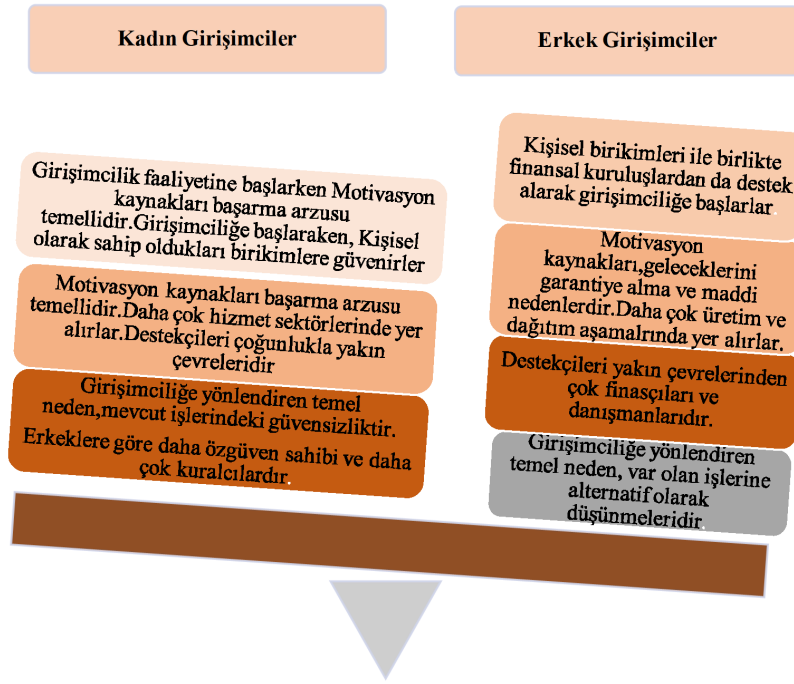 Kadın Girişimciler
Girişimcilik faaliyetine başlarken Motivasyon
kaynakları başarma arzusu
temellidir.Girişimciliğe başlaraken, Kişisel
olarak sahip oldukları birikimlere güvenirler
Motivasyon kaynakları başarma arzusu
temellidir.Daha çok hizmet sektörlerinde yer
alırlar.Destekçileri çoğunlukla yakın
çevreleridir
Girişimciliğe yönlendiren temel
neden,mevcut işlerindeki güvensizliktir.
Erkeklere göre daha özgüven sahibi ve daha
çok kuralcılardır.
Erkek Girişimciler
Kişisel birikimleri ile birlikte
finansal kuruluşlardan da destek
alarak girişimciliğe başlarlar.
Motivasyon
kaynakları,geleceklerini
garantiye alma ve maddi
nedenlerdir.Daha çok üretim ve
dağıtım aşamalrında yer alırlar.
Destekçileri yakın çevrelerinden
çok finasçıları ve
danışmanlarıdır.
Girişimciliğe yönlendiren
temel neden, var olan işlerine
alternatif olarak
düşünmeleridir.